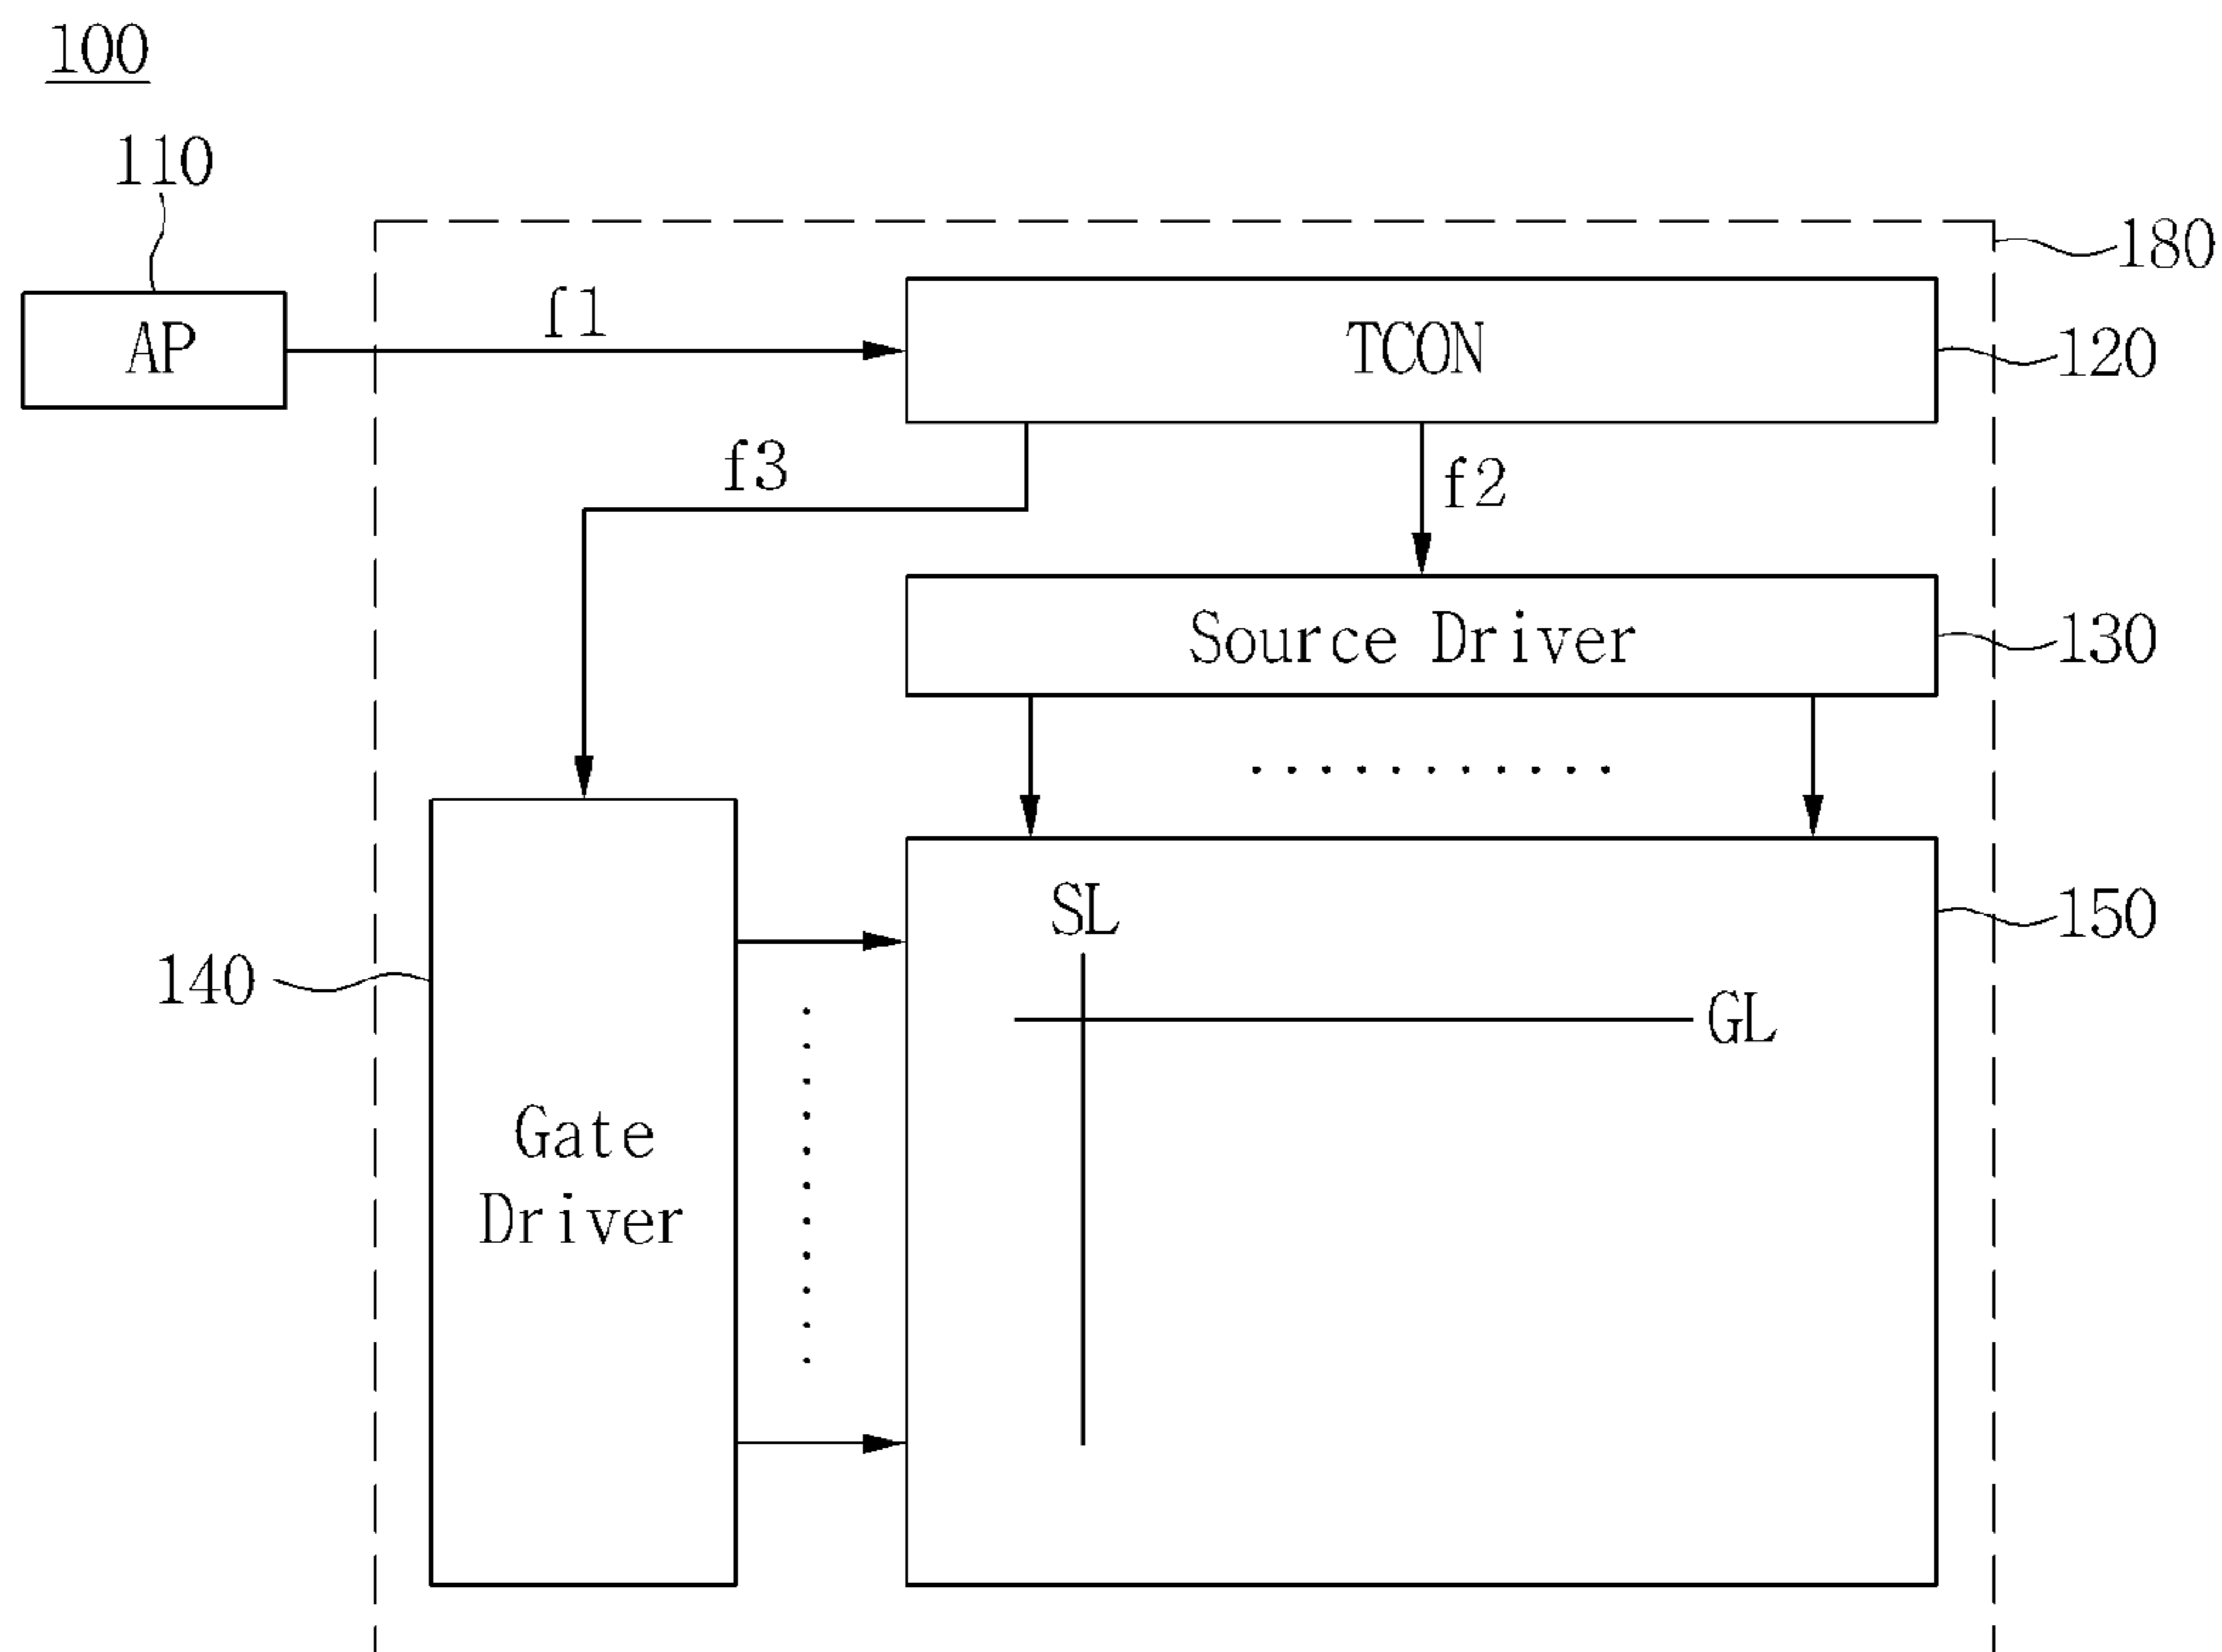 100
110
180
AP
f1
TCON
120
f3
f2
Source Driver
130
SL
150
140
GL
Gate
Driver